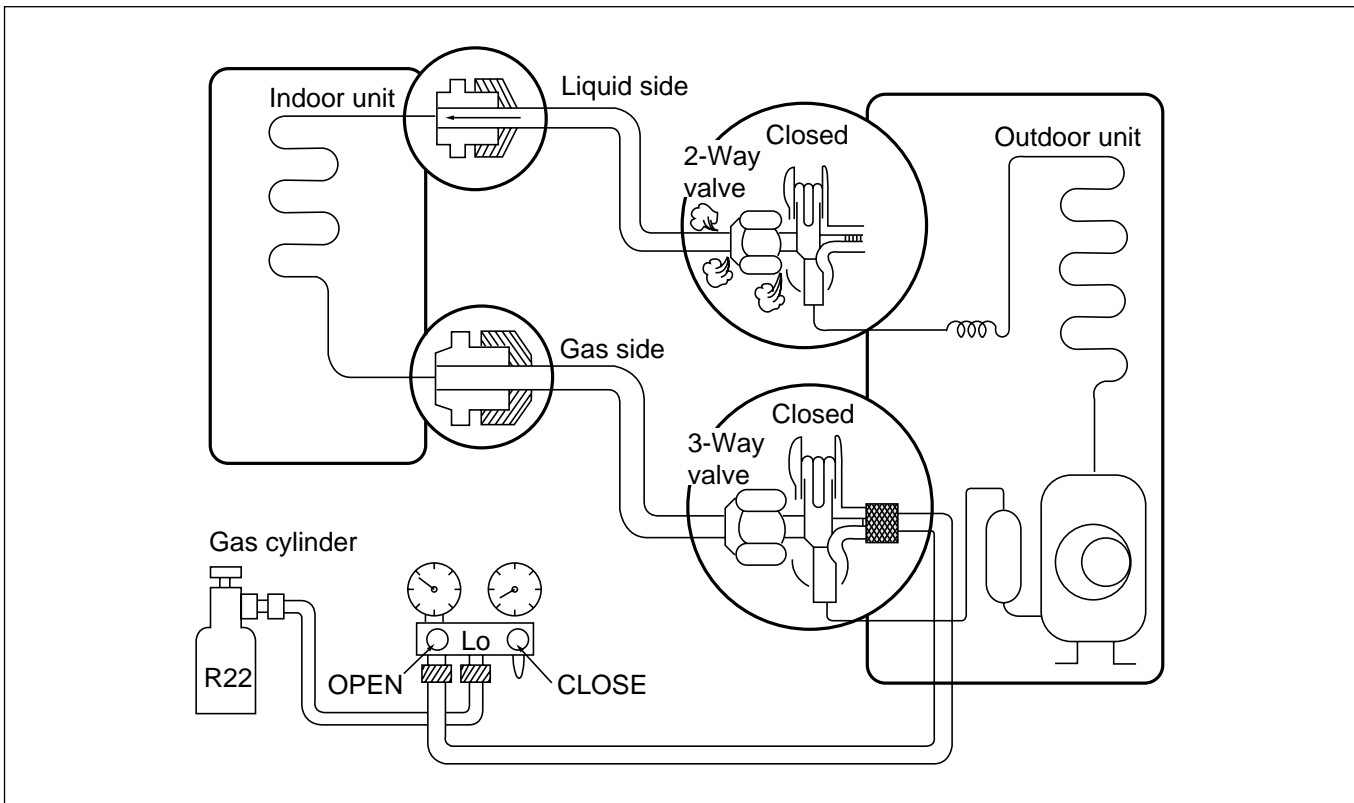 Indoor unit
Liquid side
Closed
2-Way
valve
Outdoor unit
Gas side
Closed
3-Way
valve
Gas cylinder
R22
Lo
OPEN
CLOSE